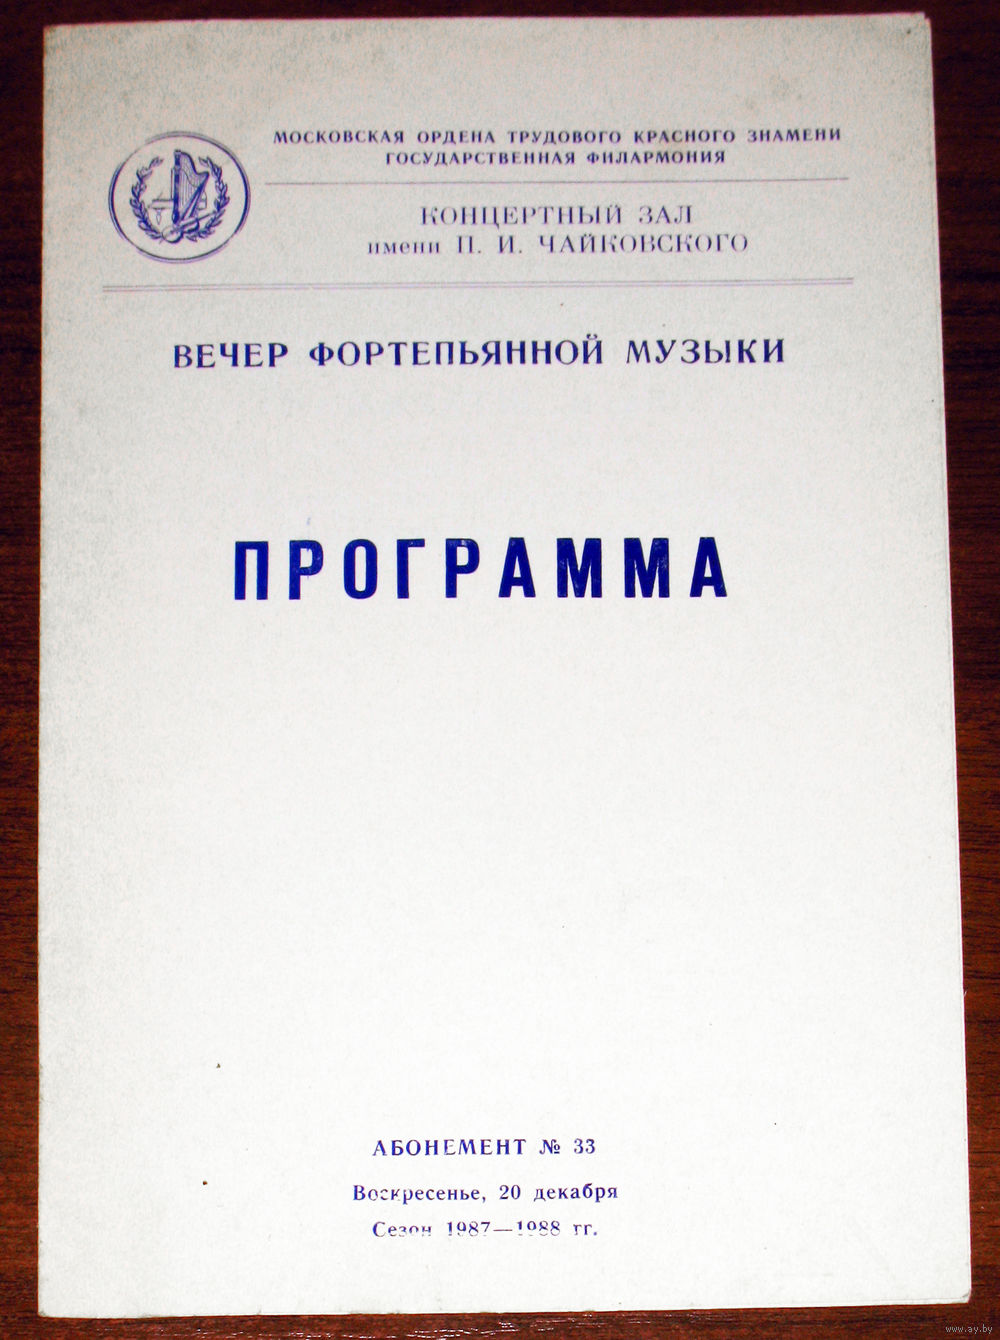 МОСКОВСКАЯ ОРДЕНА ТРУДОВОГО КРАСНОГО ЗНАМЕНИ
ГОСУДАРСТВЕННАЯ ФИЛАРМОНИЯ
КОНЦЕРТНЫЙ ЗАЛ
имени П. И. ЧАЙКОВСКОГО
ВЕЧЕР ФОРТЕПЬЯННОЙ МУЗЫКИ
ПРОГРАММА
АБОНЕМЕНТ № 33
Воскресенье, 20 декабря
Сезон 1987—1988 гг.
www.ay.by